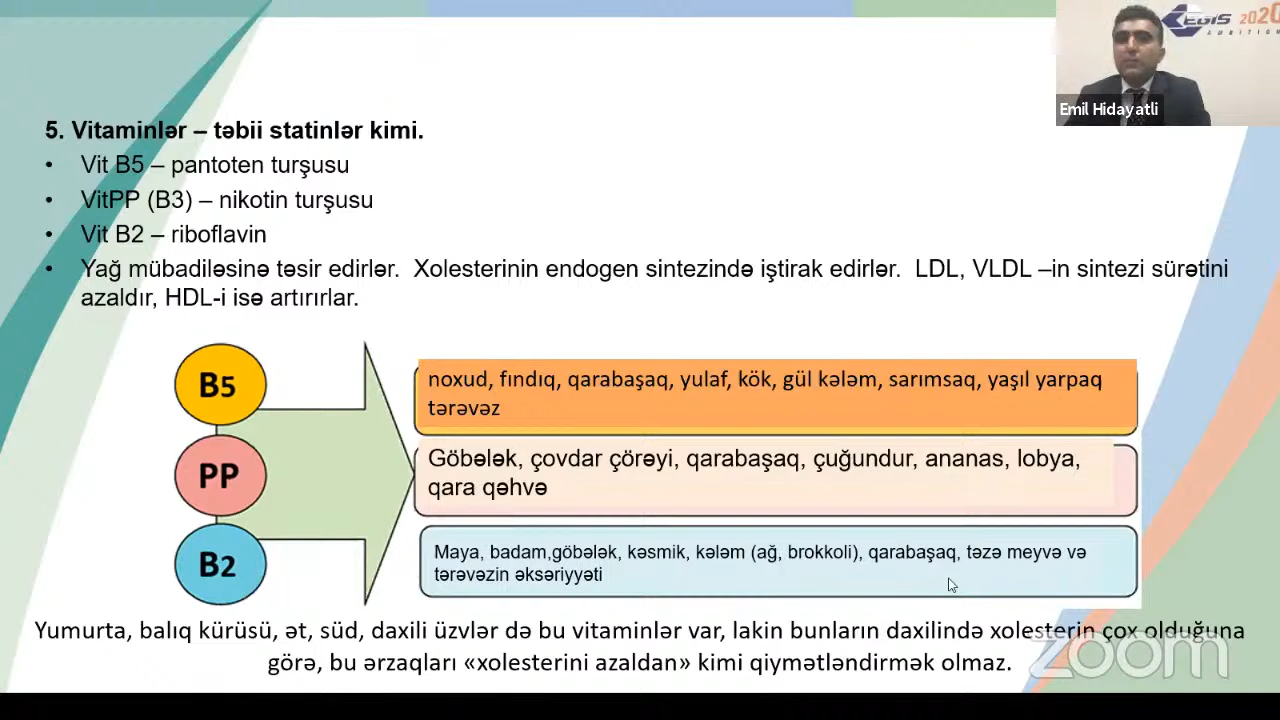 EGIS 2020
AMBITION
Emil Hidayatli
5. Vitaminlər – təbii statinlər kimi.
• Vit B5 – pantoten turşusu
• VitPP (B3) – nikotin turşusu
• Vit B2 – riboflavin
• Yağ mübadiləsinə təsir edirlər. Xolesterinin endogen sintezində iştirak edirlər. LDL, VLDL –in sintezi sürətini
azaldır, HDL-i isə artırırlar.
B5
noxud, fındıq, qarabaşaq, yulaf, kök, gül kələm, sarımsaq, yaşıl yarpaq
tərəvəz
PP
Göbələk, çovdar çörəyi, qarabaşaq, çuğundur, ananas, lobya,
qara qəhvə
B2
Maya, badam,göbələk, kəsmik, kələm (ağ, brokkoli), qarabaşaq, təzə meyvə və
tərəvəzin əksəriyyəti
Yumurta, balıq kürüsü, ət, süd, daxili üzvlər də bu vitaminlər var, lakin bunların daxilində xolesterin çox olduğuna
görə, bu ərzaqları «xolesterini azaldan» kimi qiymətləndirmək olmaz.
zoom